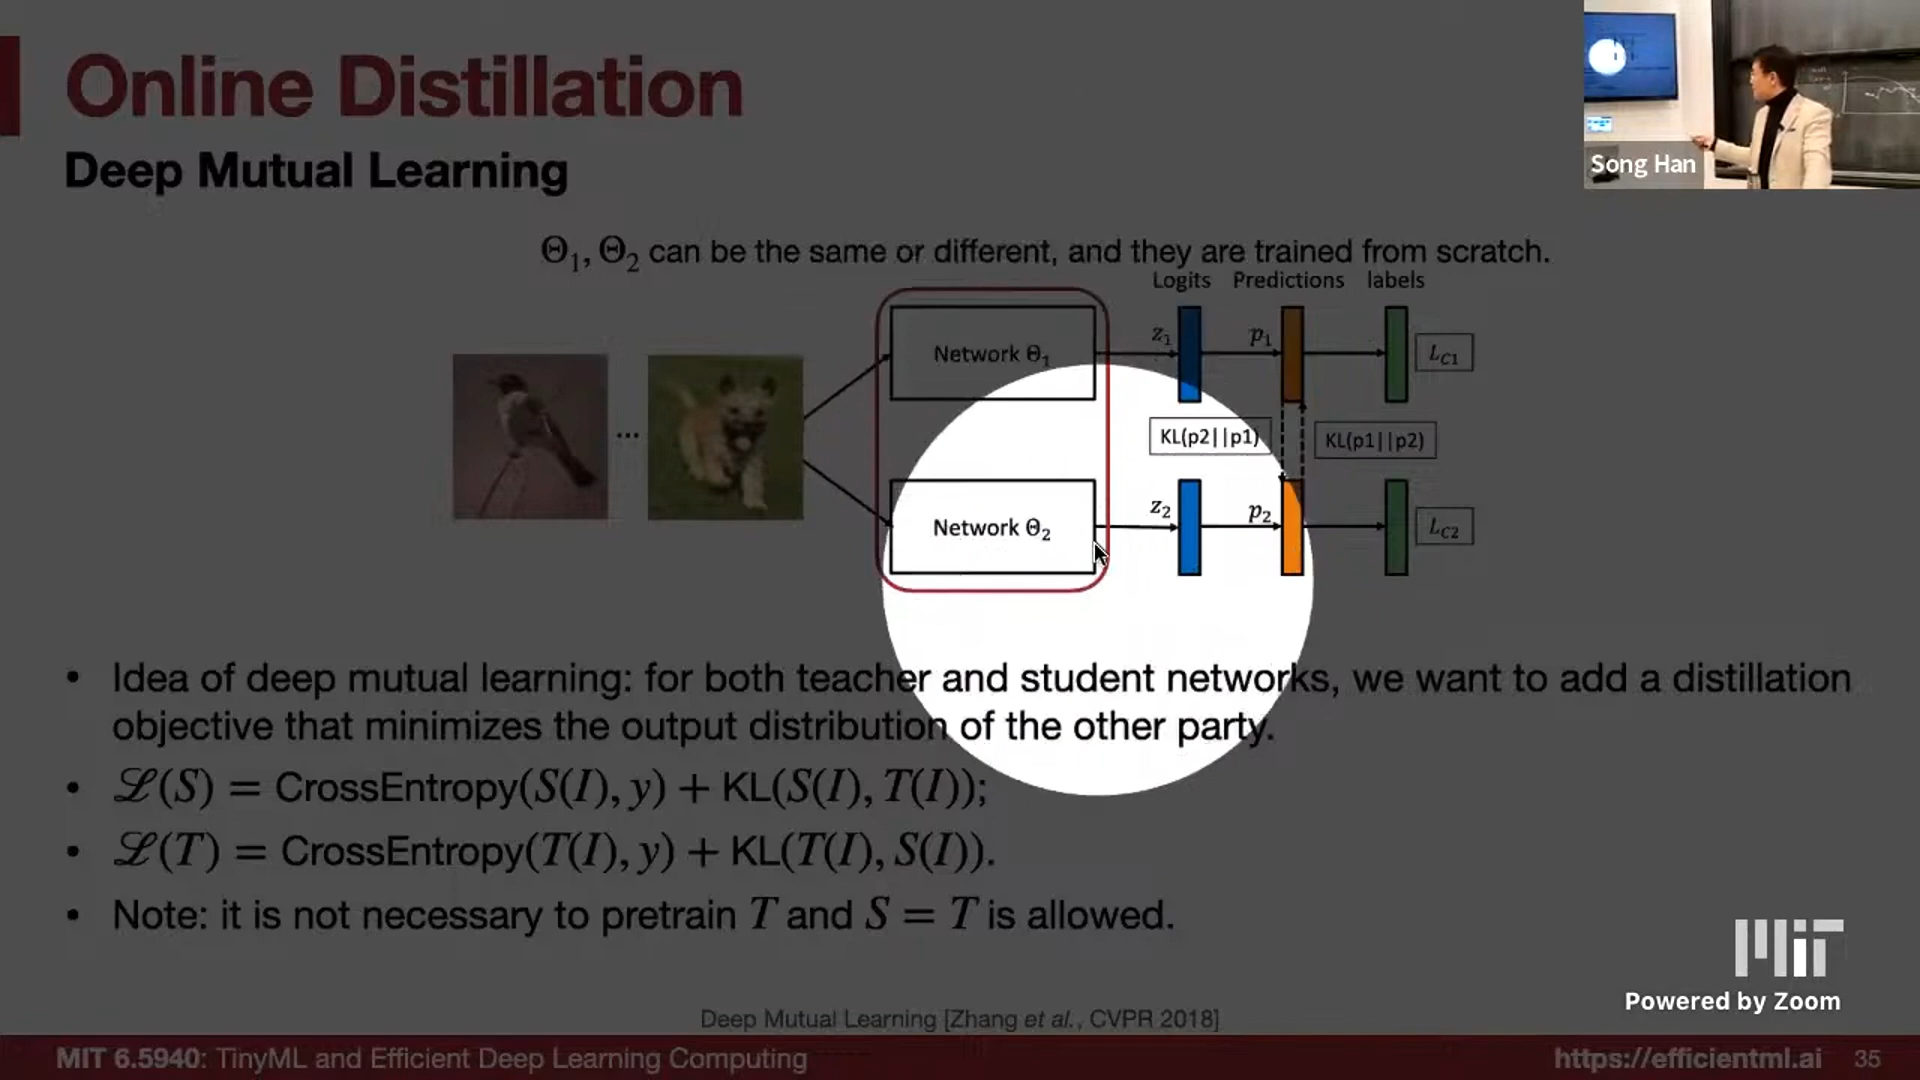 Online Distillation
Song Han
Deep Mutual Learning
Θ₁, Θ₂ can be the same or different, and they are trained from scratch.
Logits Predictions labels
Network Θ₁ z₁ p₁ L_C1
...
KL(p2||p1) KL(p1||p2)
Network Θ₂ z₂ p₂ L_C2
• Idea of deep mutual learning: for both teacher and student networks, we want to add a distillation
objective that minimizes the output distribution of the other party.
• ℒ(S) = CrossEntropy(S(I), y) + KL(S(I), T(I));
• ℒ(T) = CrossEntropy(T(I), y) + KL(T(I), S(I)).
• Note: it is not necessary to pretrain T and S = T is allowed.
MIT
Powered by Zoom
Deep Mutual Learning [Zhang et al., CVPR 2018]
MIT 6.5940: TinyML and Efficient Deep Learning Computing https://efficientml.ai 35